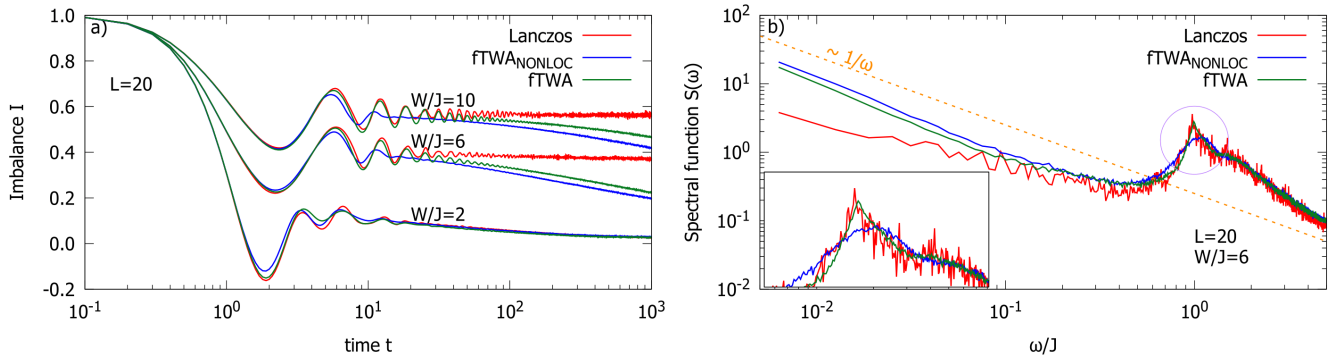 a)
L=20
Lanczos
fTWA_NONLOC
fTWA
W/J=10
W/J=6
W/J=2
Imbalance I
1.0
0.8
0.6
0.4
0.2
0.0
-0.2
10^-1
10^0
10^1
10^2
10^3
time t
b)
~ 1/ω
Lanczos
fTWA_NONLOC
fTWA
L=20
W/J=6
Spectral function S(ω)
10^2
10^1
10^0
10^-1
10^-2
10^-2
10^-1
10^0
ω/J